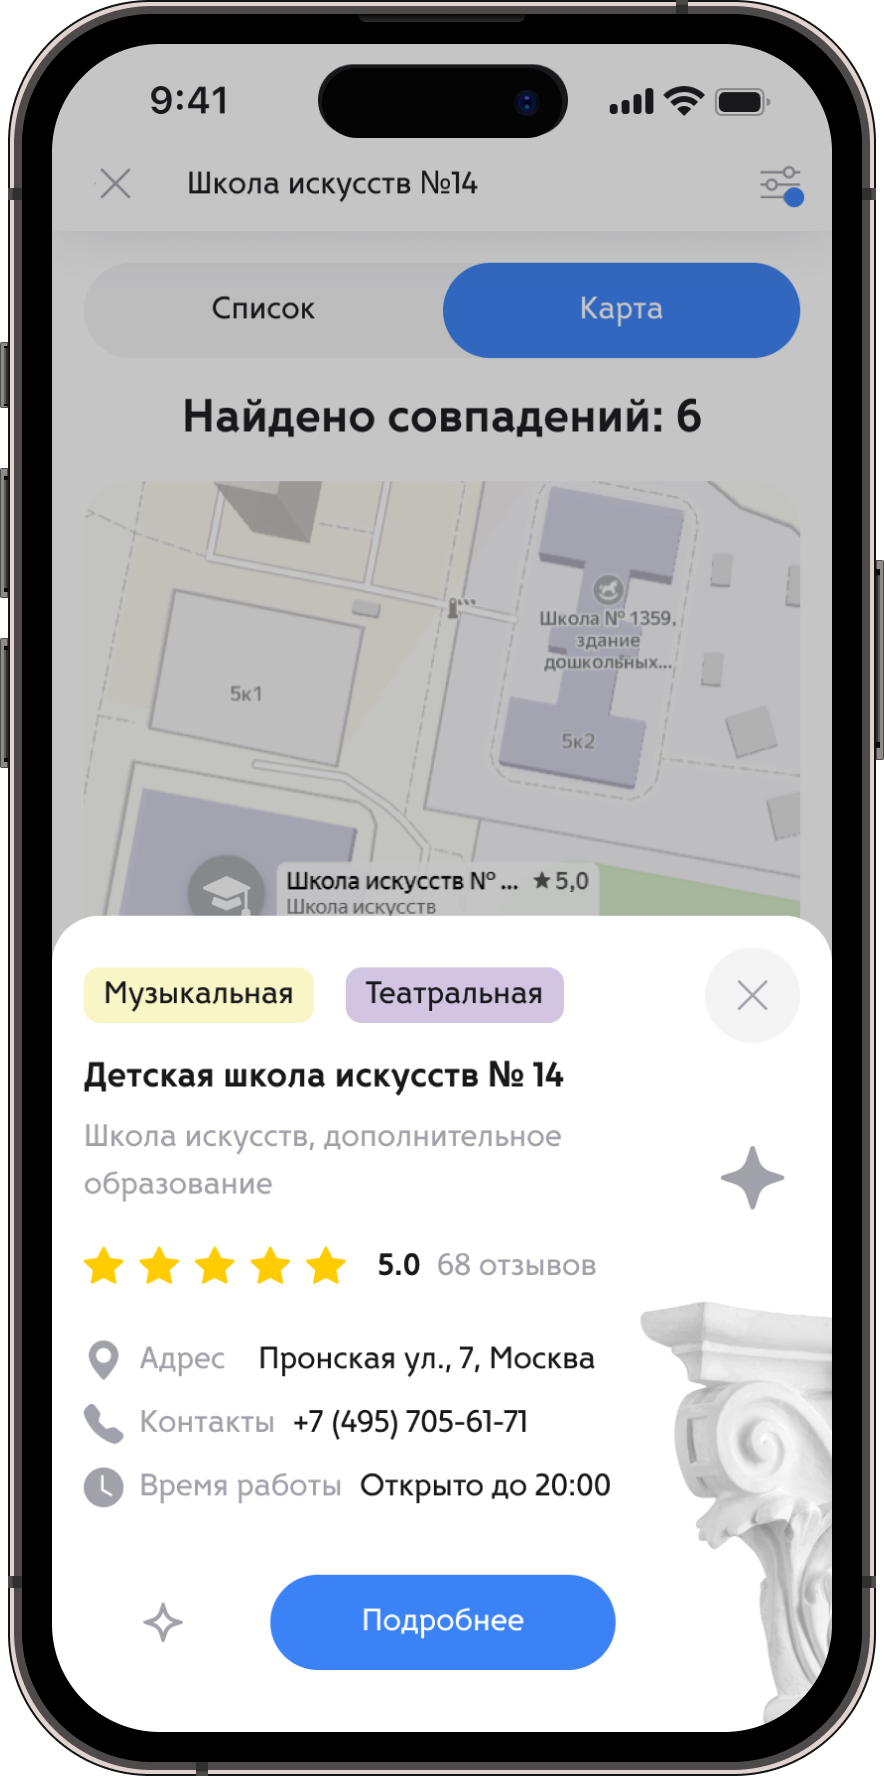 9:41
Школа искусств №14
Список
Карта
Найдено совпадений: 6
Школа № 1359,
здание
дошкольных...
5к1
5к2
Школа искусств № ... ★ 5,0
Школа искусств
Музыкальная
Театральная
Детская школа искусств № 14
Школа искусств, дополнительное
образование
5.0 68 отзывов
Адрес Пронская ул., 7, Москва
Контакты +7 (495) 705-61-71
Время работы Открыто до 20:00
Подробнее